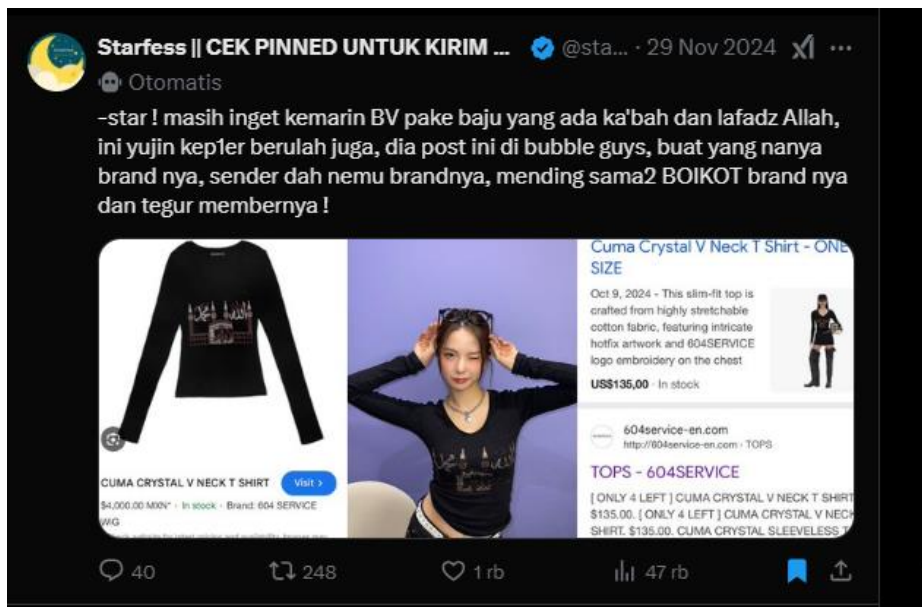 Starfess || CEK PINNED UNTUK KIRIM ... @sta... · 29 Nov 2024
Otomatis
–star ! masih inget kemarin BV pake baju yang ada ka'bah dan lafadz Allah,
ini yujin kep1er berulah juga, dia post ini di bubble guys, buat yang nanya
brand nya, sender dah nemu brandnya, mending sama2 BOIKOT brand nya
dan tegur membernya !
CUMA CRYSTAL V NECK T SHIRT
Visit >
$4,000.00 MXN* · In stock · Brand: 604 SERVICE
WIG
Cuma Crystal V Neck T Shirt - ONE
SIZE
Oct 9, 2024 - This slim-fit top is
crafted from highly stretchable
cotton fabric, featuring intricate
hotfix artwork and 604SERVICE
logo embroidery on the chest
US$135,00 · In stock
604service-en.com
http://604service-en.com › TOPS
TOPS - 604SERVICE
[ ONLY 4 LEFT ] CUMA CRYSTAL V NECK T SHIRT
$135.00. [ ONLY 4 LEFT ] CUMA CRYSTAL V NECK
SHIRT. $135.00. CUMA CRYSTAL SLEEVELESS T
40 248 1 rb 47 rb